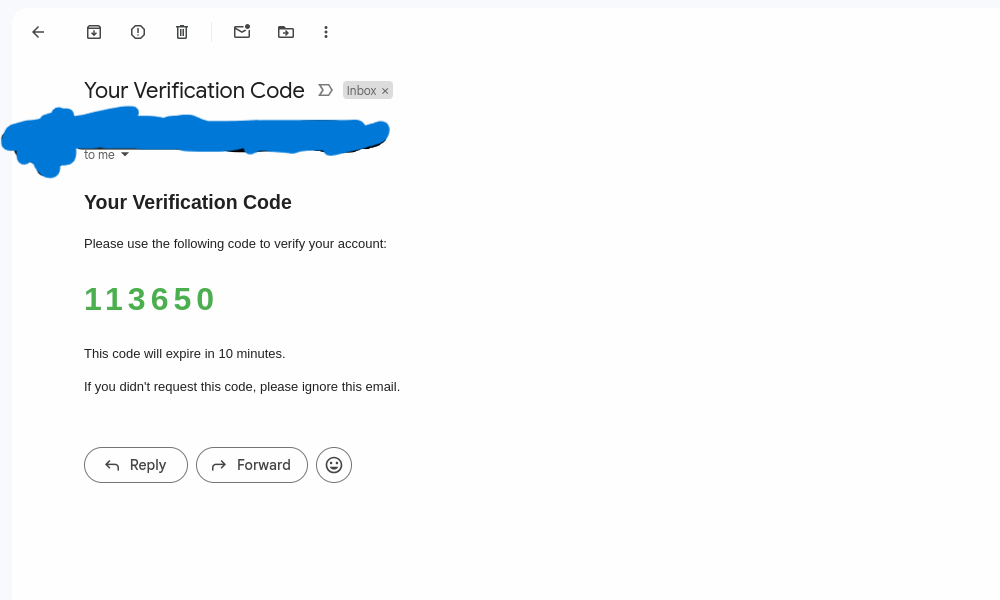 Your Verification Code
Inbox ×
to me
Your Verification Code
Please use the following code to verify your account:
113650
This code will expire in 10 minutes.
If you didn't request this code, please ignore this email.
Reply
Forward